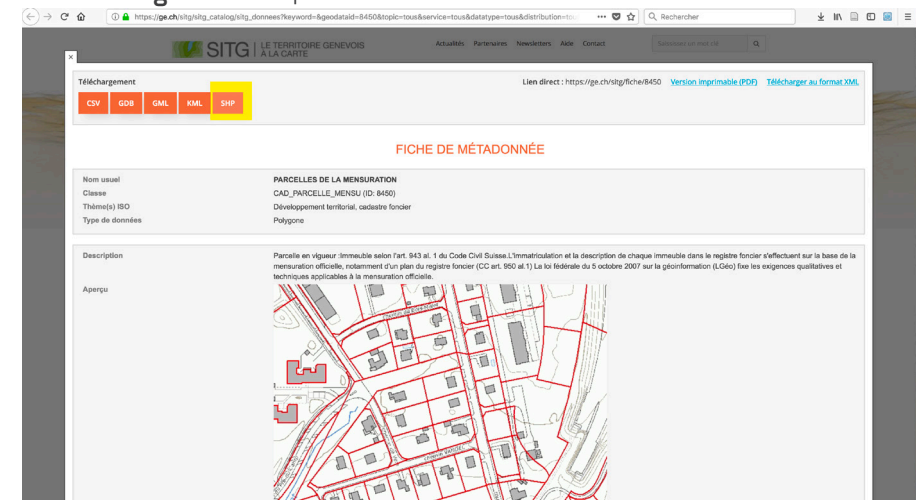 https://ge.ch/sitg/sitg_catalog/sitg_donnees?keyword=&geodataid=8450&topic=tous&service=tous&datatype=tous&distribution=tou
Rechercher
SITG LE TERRITOIRE GENEVOIS
À LA CARTE
Actualités Partenaires Newsletters Aide Contact
Saisissez un mot clé
×
Téléchargement
Lien direct : https://ge.ch/sitg/fiche/8450 Version imprimable (PDF) Télécharger au format XML
CSV GDB GML KML SHP
FICHE DE MÉTADONNÉE
Nom usuel PARCELLES DE LA MENSURATION
Classe CAD_PARCELLE_MENSU (ID: 8450)
Thème(s) ISO Développement territorial, cadastre foncier
Type de données Polygone
Description Parcelle en vigueur :Immeuble selon l'art. 943 al. 1 du Code Civil Suisse.L'immatriculation et la description de chaque immeuble dans le registre foncier s'effectuent sur la base de la
mensuration officielle, notamment d'un plan du registre foncier (CC art. 950 al.1) La loi fédérale du 5 octobre 2007 sur la géoinformation (LGéo) fixe les exigences qualitatives et
techniques applicables à la mensuration officielle.
Aperçu